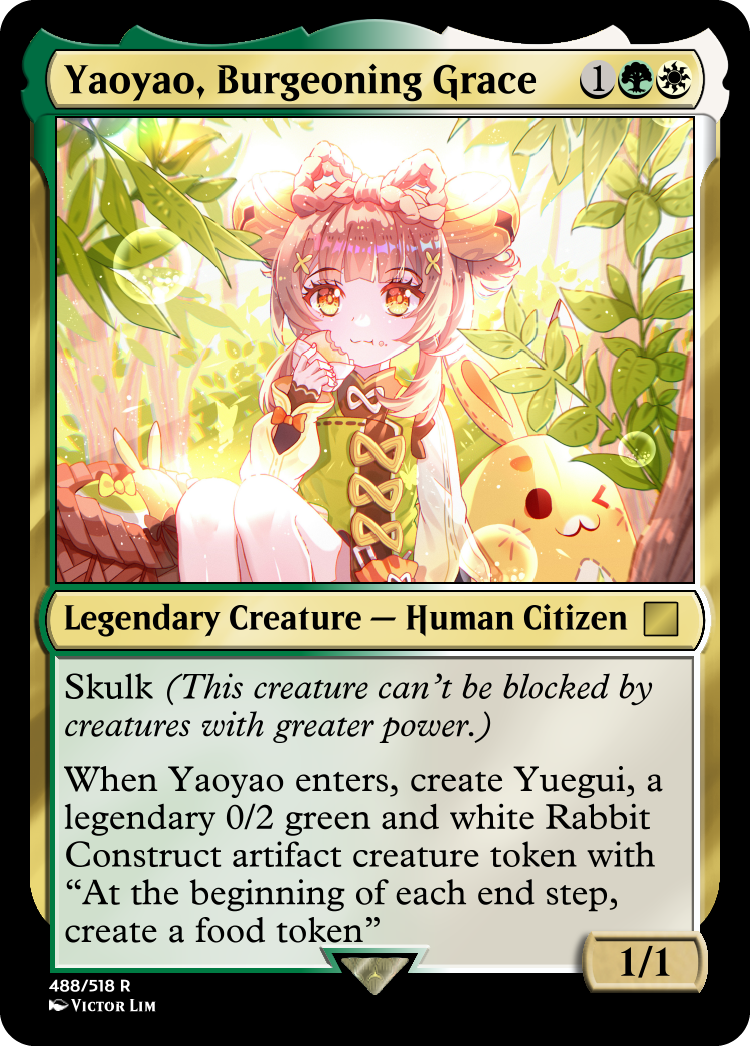 Yaoyao, Burgeoning Grace 1
Legendary Creature — Human Citizen
Skulk (This creature can't be blocked by
creatures with greater power.)
When Yaoyao enters, create Yuegui, a
legendary 0/2 green and white Rabbit
Construct artifact creature token with
“At the beginning of each end step,
create a food token”
1/1
488/518 R
Victor Lim